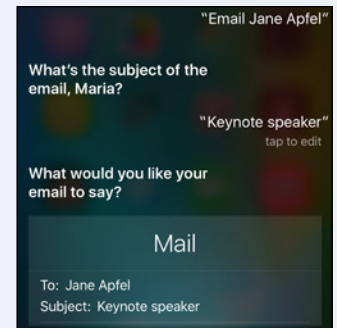 “Email Jane Apfel”
What's the subject of the
email, Maria?
“Keynote speaker”
tap to edit
What would you like your
email to say?
Mail
To: Jane Apfel
Subject: Keynote speaker